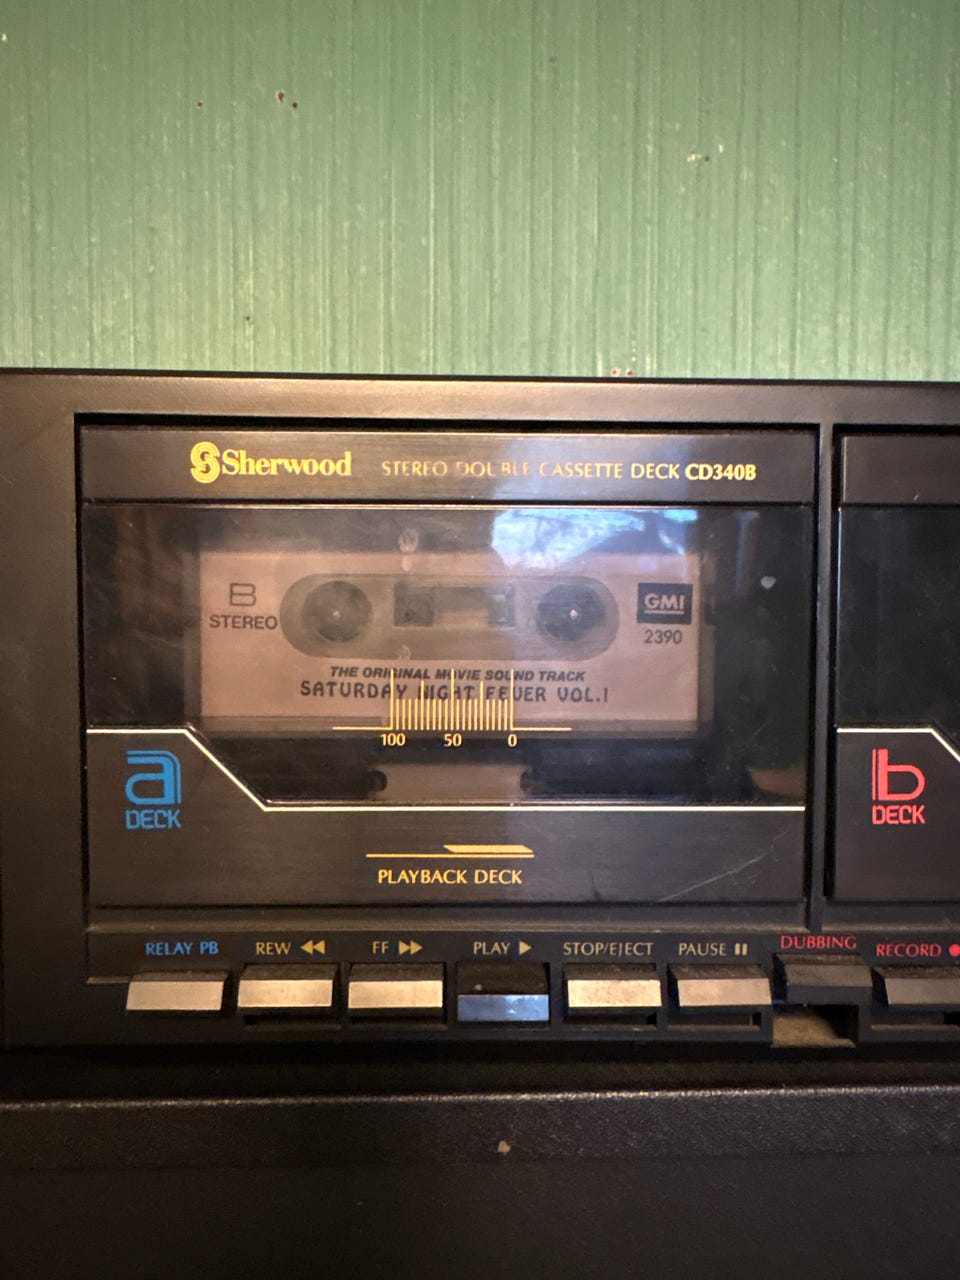 Sherwood STEREO DOUBLE CASSETTE DECK CD340B
B
STEREO
GMI
2390
THE ORIGINAL MOVIE SOUND TRACK
SATURDAY NIGHT FEVER VOL.1
100 50 0
a
DECK
b
DECK
PLAYBACK DECK
RELAY PB REW FF PLAY STOP/EJECT PAUSE DUBBING RECORD